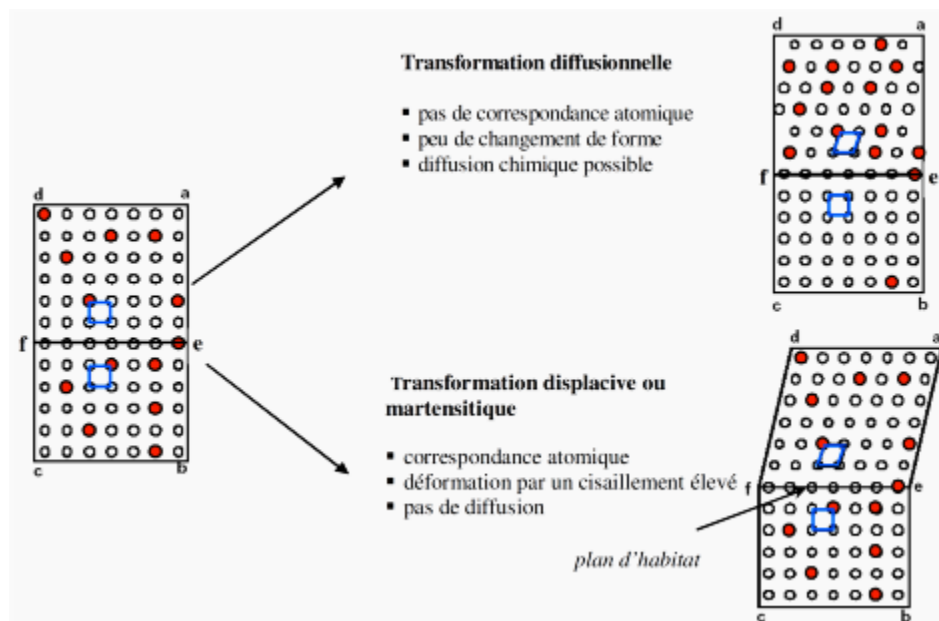 d a
Transformation diffusionnelle
▪ pas de correspondance atomique
▪ peu de changement de forme
▪ diffusion chimique possible
f e
c b
d a
f e
c b
Transformation displacive ou
martensitique
▪ correspondance atomique
▪ déformation par un cisaillement élevé
▪ pas de diffusion
plan d'habitat
d a
f e
c b